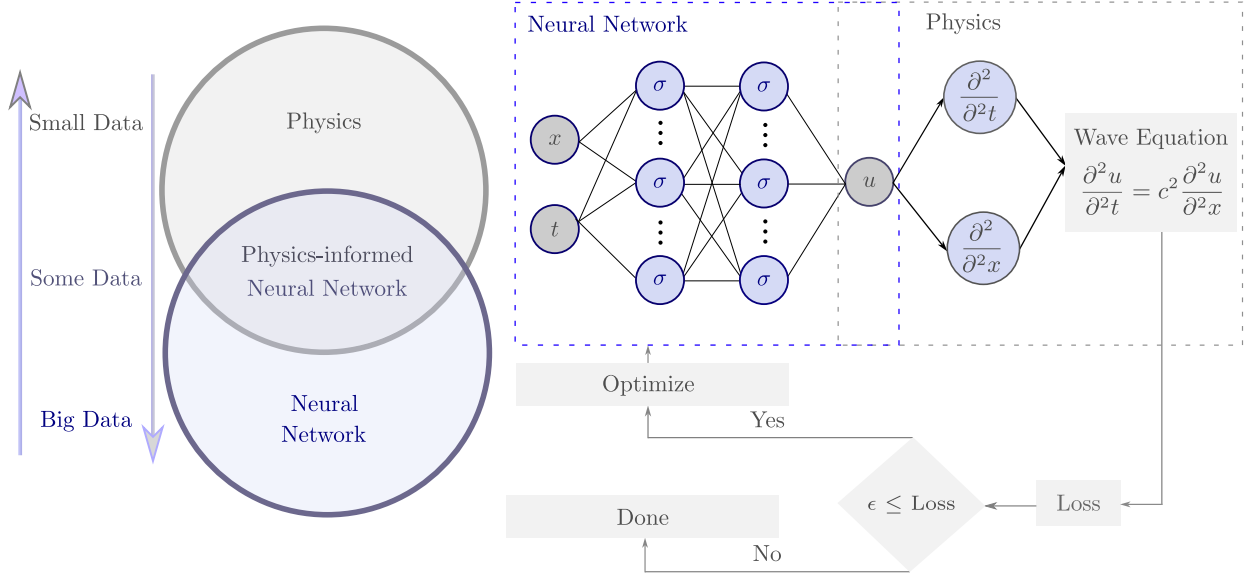 Small Data
Some Data
Big Data
Physics
Physics-informed
Neural Network
Neural
Network
Neural Network
Physics
x
t
σ
σ
σ
σ
σ
σ
u
∂²
∂²t
∂²
∂²x
Wave Equation
∂²u/∂²t = c² ∂²u/∂²x
Optimize
Yes
ϵ ≤ Loss
Loss
Done
No